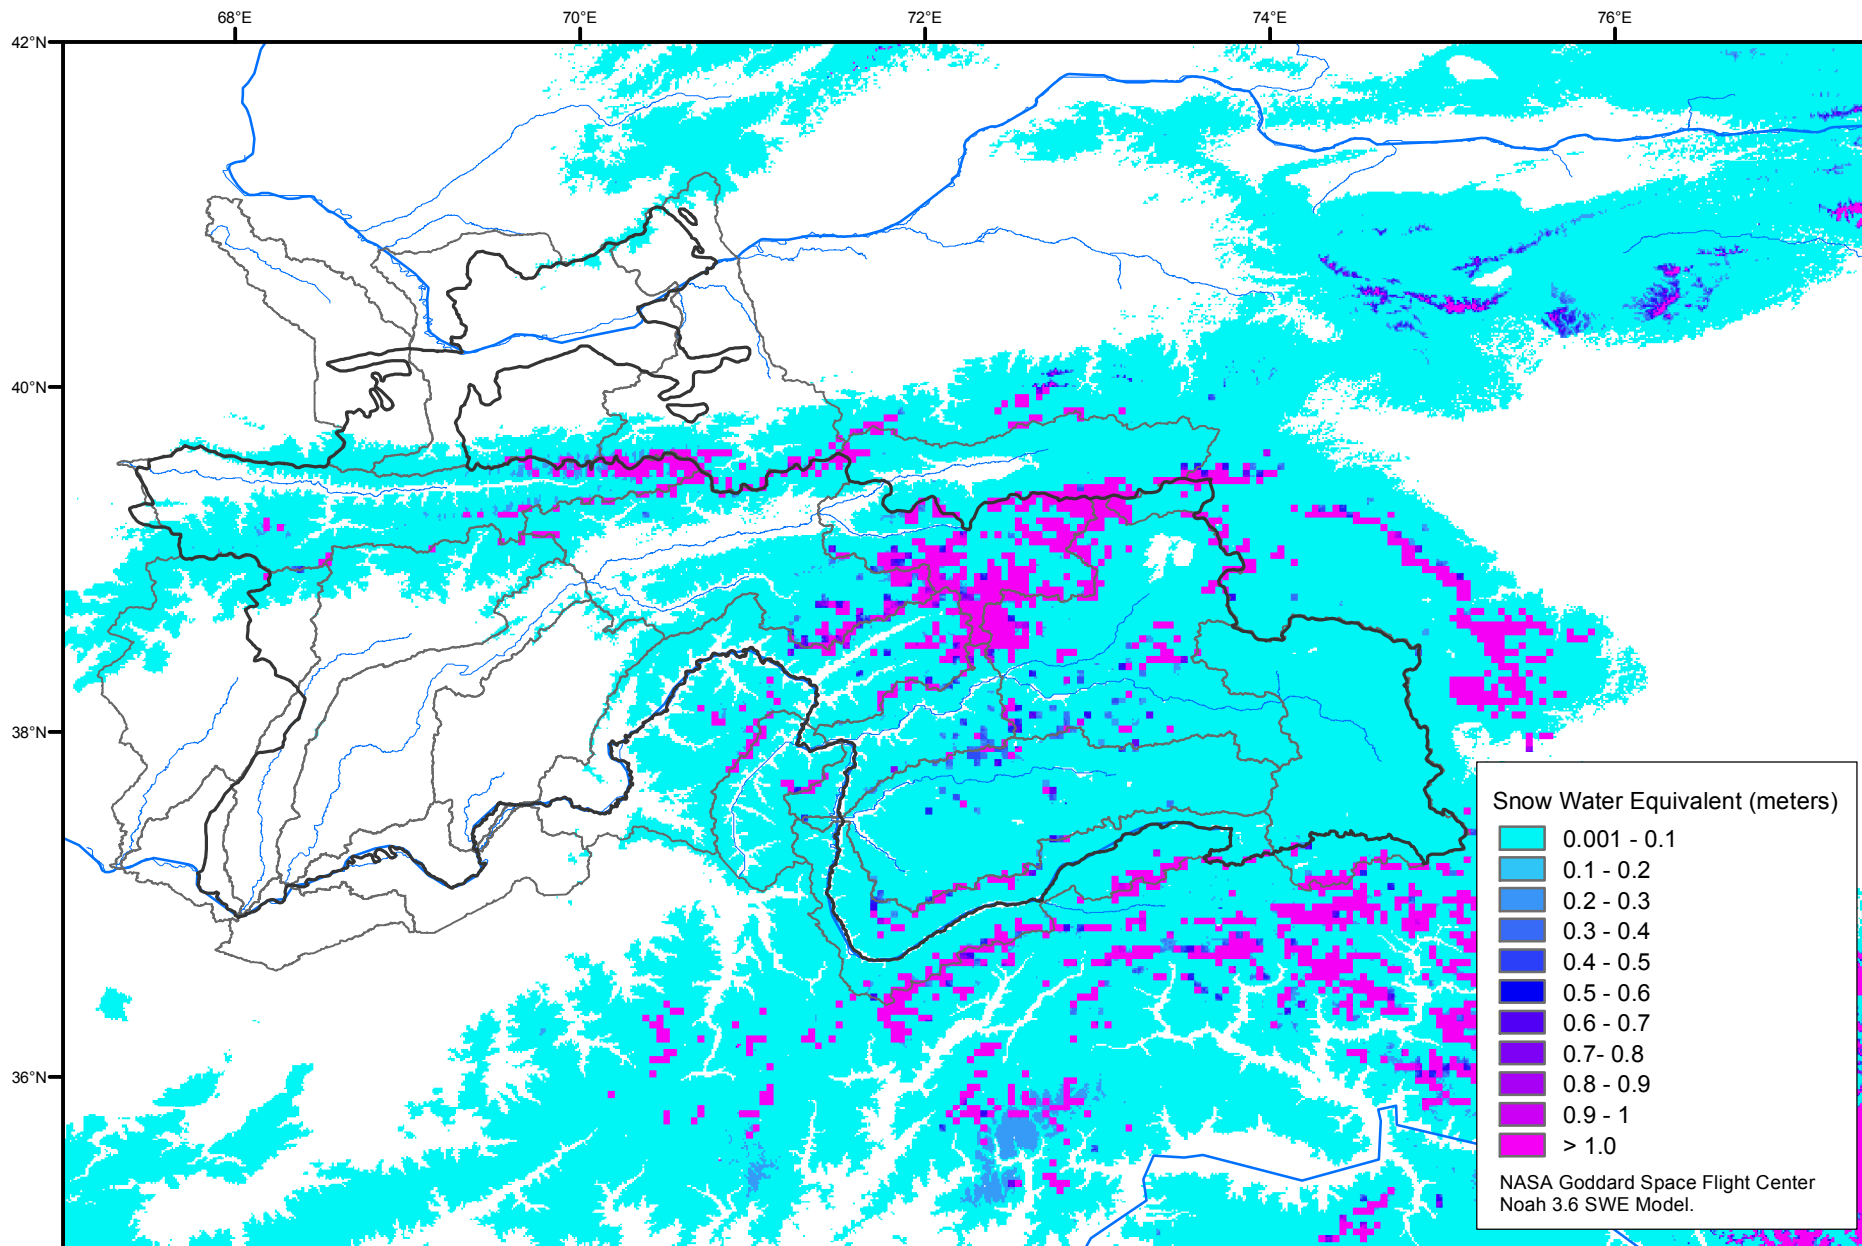 68°E
70°E
72°E
74°E
76°E
42°N
40°N
38°N
36°N
Snow Water Equivalent (meters)
0.001 - 0.1
0.1 - 0.2
0.2 - 0.3
0.3 - 0.4
0.4 - 0.5
0.5 - 0.6
0.6 - 0.7
0.7- 0.8
0.8 - 0.9
0.9 - 1
> 1.0
NASA Goddard Space Flight Center
Noah 3.6 SWE Model.